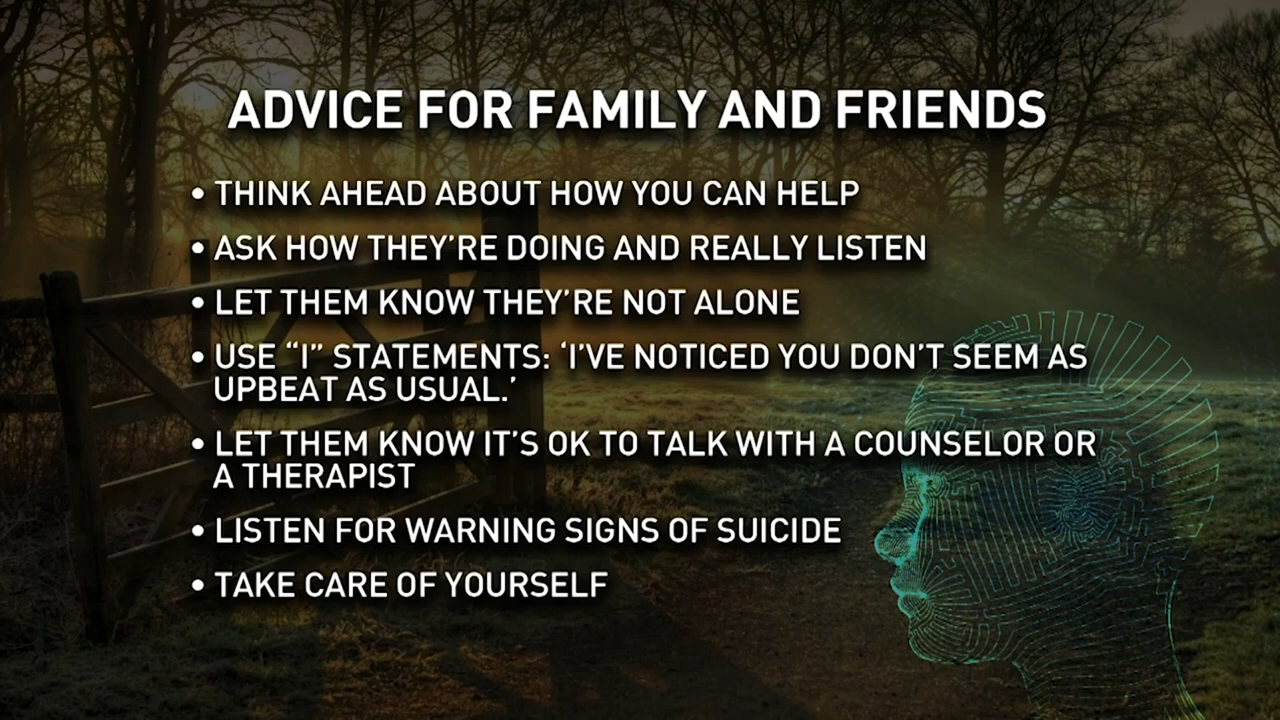 ADVICE FOR FAMILY AND FRIENDS
• THINK AHEAD ABOUT HOW YOU CAN HELP
• ASK HOW THEY'RE DOING AND REALLY LISTEN
• LET THEM KNOW THEY'RE NOT ALONE
• USE “I” STATEMENTS: ‘I’VE NOTICED YOU DON’T SEEM AS
UPBEAT AS USUAL.’
• LET THEM KNOW IT’S OK TO TALK WITH A COUNSELOR OR
A THERAPIST
• LISTEN FOR WARNING SIGNS OF SUICIDE
• TAKE CARE OF YOURSELF